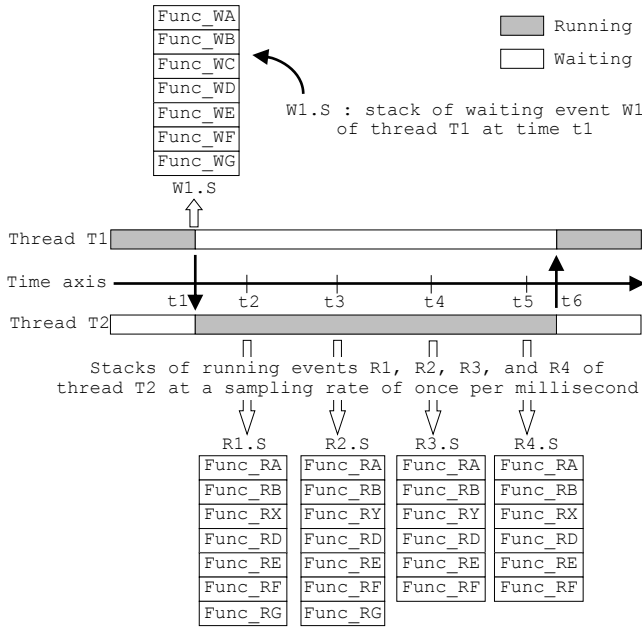 Func_WA
Func_WB
Func_WC
Func_WD
Func_WE
Func_WF
Func_WG
W1.S
Running
Waiting
W1.S : stack of waiting event W1
of thread T1 at time t1
Thread T1
Time axis
t1
t2
t3
t4
t5
t6
Thread T2
Stacks of running events R1, R2, R3, and R4 of
thread T2 at a sampling rate of once per millisecond
R1.S
Func_RA
Func_RB
Func_RX
Func_RD
Func_RE
Func_RF
Func_RG
R2.S
Func_RA
Func_RB
Func_RY
Func_RD
Func_RE
Func_RF
Func_RG
R3.S
Func_RA
Func_RB
Func_RY
Func_RD
Func_RE
Func_RF
R4.S
Func_RA
Func_RB
Func_RX
Func_RD
Func_RE
Func_RF